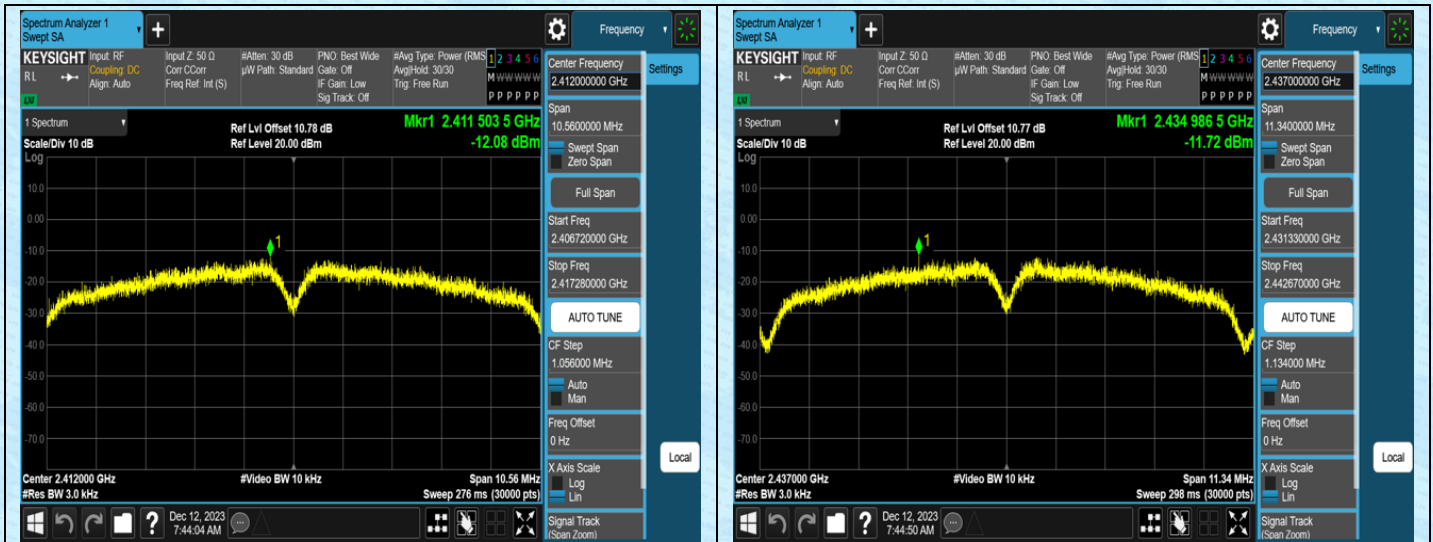 Spectrum Analyzer 1
Swept SA
+
Frequency
KEYSIGHT
RL
LXI
Input: RF
Coupling: DC
Align: Auto
Input Z: 50 Ω
Corr CCorr
Freq Ref: Int (S)
#Atten: 30 dB
µW Path: Standard
PNO: Best Wide
Gate: Off
IF Gain: Low
Sig Track: Off
#Avg Type: Power (RMS
Avg|Hold: 30/30
Trig: Free Run
1 2 3 4 5 6
M W W W W W
P P P P P P
1 Spectrum
Scale/Div 10 dB
Log
Ref Lvl Offset 10.78 dB
Ref Level 20.00 dBm
Mkr1 2.411 503 5 GHz
-12.08 dBm
10.0
0.00
-10.0
-20.0
-30.0
-40.0
-50.0
-60.0
-70.0
1
Center 2.412000 GHz
#Res BW 3.0 kHz
#Video BW 10 kHz
Span 10.56 MHz
Sweep 276 ms (30000 pts)
Center Frequency
2.412000000 GHz
Settings
Span
10.5600000 MHz
Swept Span
Zero Span
Full Span
Start Freq
2.406720000 GHz
Stop Freq
2.417280000 GHz
AUTO TUNE
CF Step
1.056000 MHz
Auto
Man
Freq Offset
0 Hz
X Axis Scale
Log
Lin
Local
Signal Track
(Span Zoom)
?
Dec 12, 2023
7:44:04 AM
Spectrum Analyzer 1
Swept SA
+
Frequency
KEYSIGHT
RL
LXI
Input: RF
Coupling: DC
Align: Auto
Input Z: 50 Ω
Corr CCorr
Freq Ref: Int (S)
#Atten: 30 dB
µW Path: Standard
PNO: Best Wide
Gate: Off
IF Gain: Low
Sig Track: Off
#Avg Type: Power (RMS
Avg|Hold: 30/30
Trig: Free Run
1 2 3 4 5 6
M W W W W W
P P P P P P
1 Spectrum
Scale/Div 10 dB
Log
Ref Lvl Offset 10.77 dB
Ref Level 20.00 dBm
Mkr1 2.434 986 5 GHz
-11.72 dBm
10.0
0.00
-10.0
-20.0
-30.0
-40.0
-50.0
-60.0
-70.0
1
Center 2.437000 GHz
#Res BW 3.0 kHz
#Video BW 10 kHz
Span 11.34 MHz
Sweep 298 ms (30000 pts)
Center Frequency
2.437000000 GHz
Settings
Span
11.3400000 MHz
Swept Span
Zero Span
Full Span
Start Freq
2.431330000 GHz
Stop Freq
2.442670000 GHz
AUTO TUNE
CF Step
1.134000 MHz
Auto
Man
Freq Offset
0 Hz
X Axis Scale
Log
Lin
Local
Signal Track
(Span Zoom)
?
Dec 12, 2023
7:44:50 AM